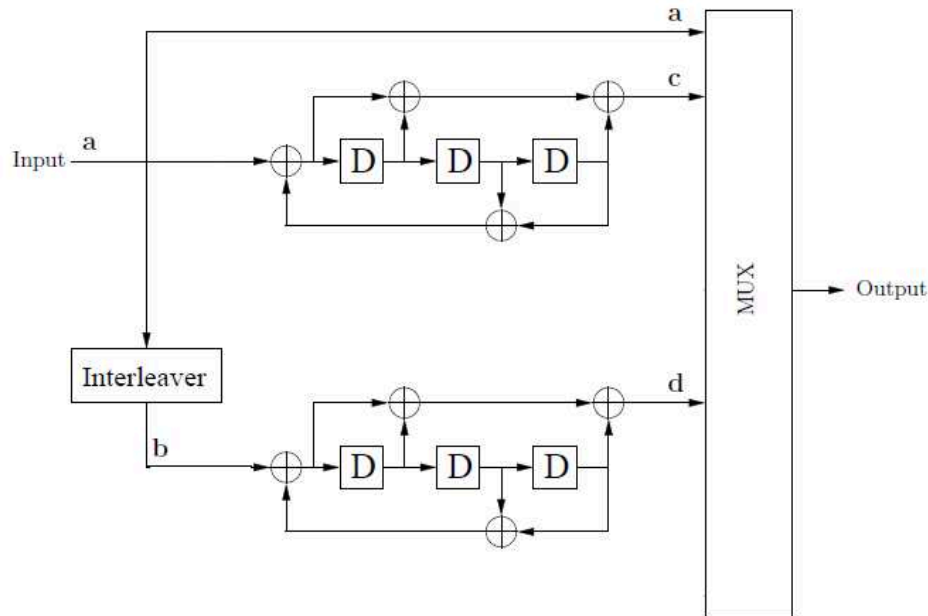 a
c
Input
a
D D D
MUX
Output
Interleaver
d
b
D D D